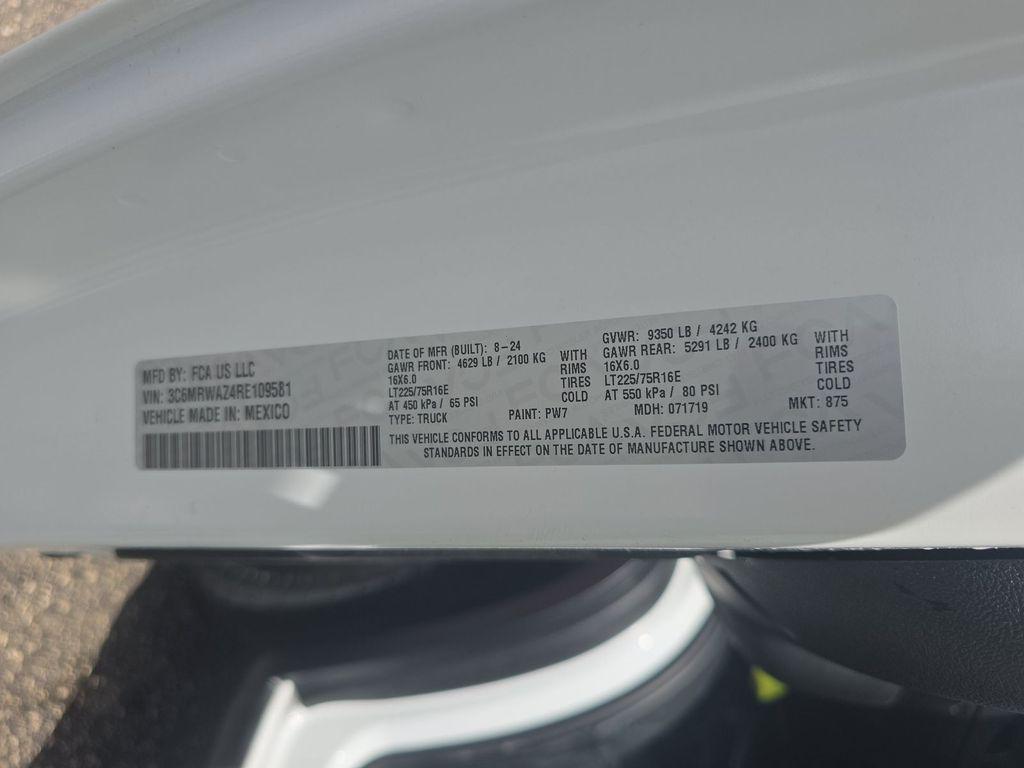 MFD BY: FCA US LLC
VIN: 3C6MRWAZ4RE109581
VEHICLE MADE IN: MEXICO
DATE OF MFR (BUILT): 8-24
GAWR FRONT: 4629 LB / 2100 KG WITH
16X6.0 RIMS
LT225/75R16E TIRES
AT 450 kPa / 65 PSI COLD
GVWR: 9350 LB / 4242 KG
GAWR REAR: 5291 LB / 2400 KG WITH
16X6.0 RIMS
LT225/75R16E TIRES
AT 550 kPa / 80 PSI COLD
TYPE: TRUCK PAINT: PW7 MDH: 071719 MKT: 875
THIS VEHICLE CONFORMS TO ALL APPLICABLE U.S.A. FEDERAL MOTOR VEHICLE SAFETY
STANDARDS IN EFFECT ON THE DATE OF MANUFACTURE SHOWN ABOVE.